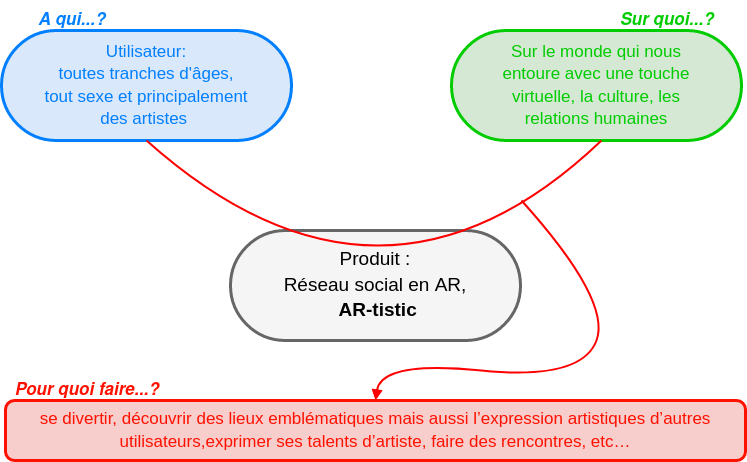 A qui...?
Utilisateur:
toutes tranches d'âges,
tout sexe et principalement
des artistes
Sur quoi...?
Sur le monde qui nous
entoure avec une touche
virtuelle, la culture, les
relations humaines
Produit :
Réseau social en AR,
AR-tistic
Pour quoi faire...?
se divertir, découvrir des lieux emblématiques mais aussi l’expression artistiques d’autres
utilisateurs,exprimer ses talents d’artiste, faire des rencontres, etc…